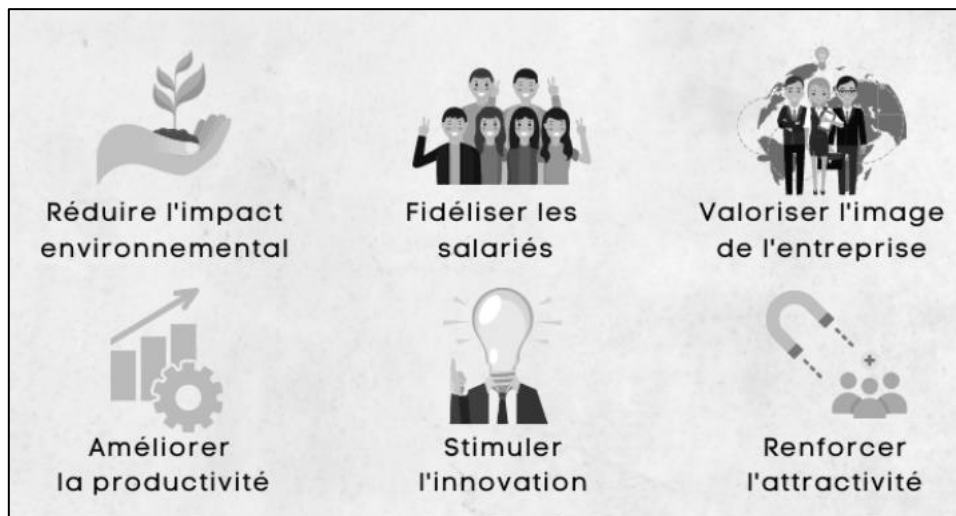 Réduire l'impact
environnemental
Fidéliser les
salariés
Valoriser l'image
de l'entreprise
Améliorer
la productivité
Stimuler
l'innovation
Renforcer
l'attractivité